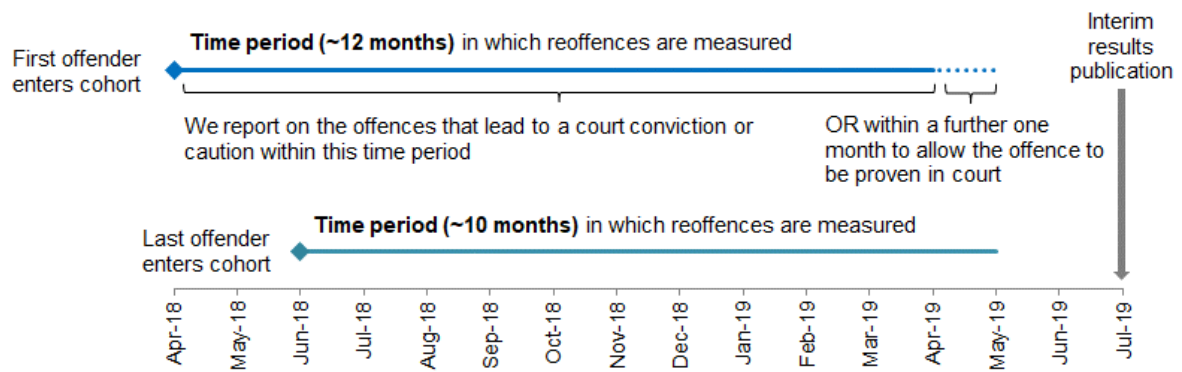 Time period (~12 months) in which reoffences are measured
First offender
enters cohort
We report on the offences that lead to a court conviction or
caution within this time period
OR within a further one
month to allow the offence to
be proven in court
Interim
results
publication
Time period (~10 months) in which reoffences are measured
Last offender
enters cohort
Apr-18
May-18
Jun-18
Jul-18
Aug-18
Sep-18
Oct-18
Nov-18
Dec-18
Jan-19
Feb-19
Mar-19
Apr-19
May-19
Jun-19
Jul-19